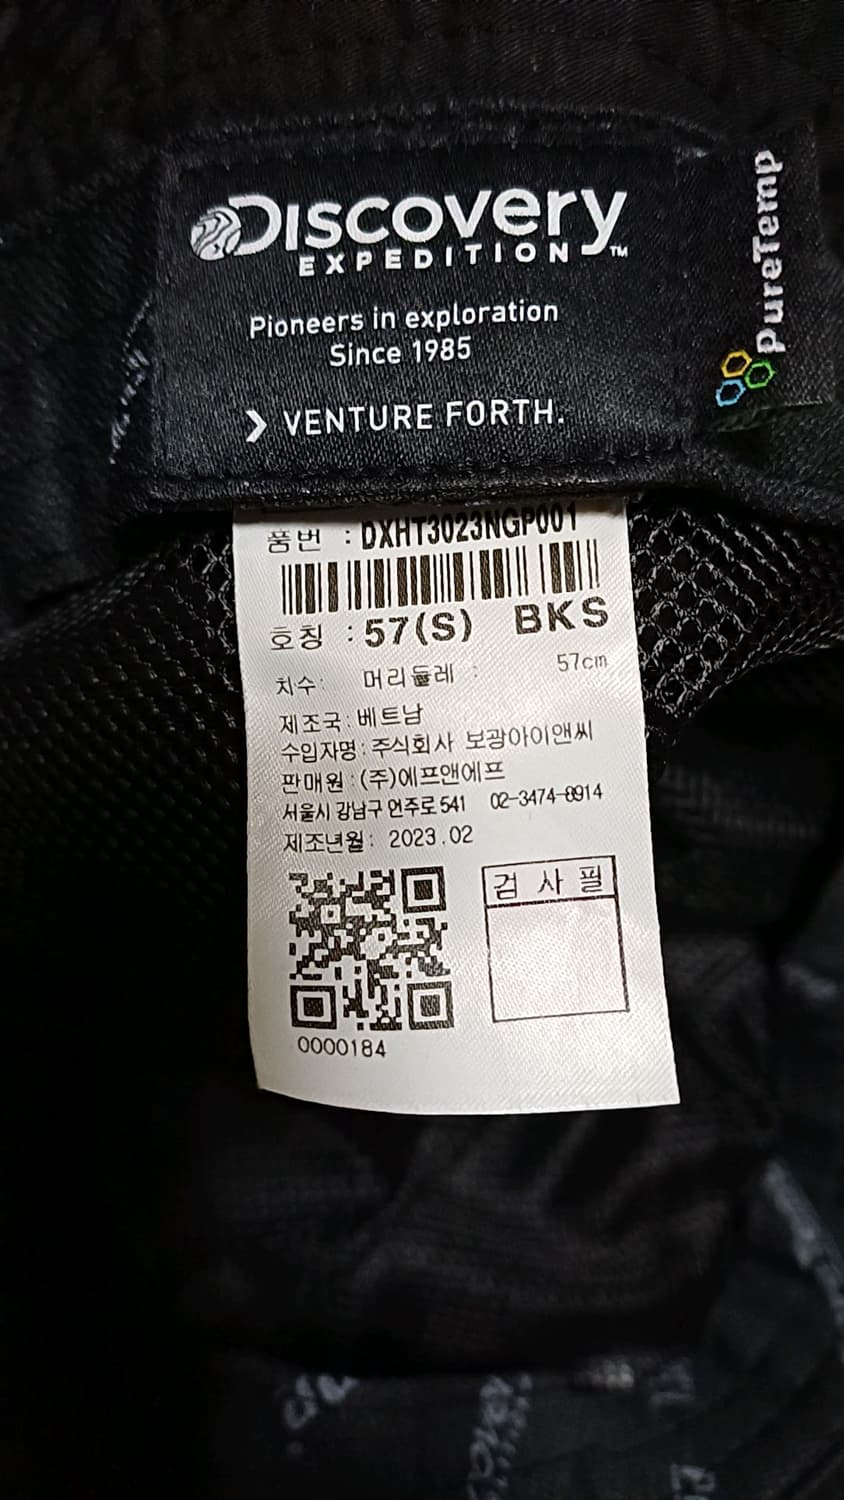 Discovery
EXPEDITION™
Pioneers in exploration
Since 1985
VENTURE FORTH.
PureTemp
품번 : DXHT3023NGP001
호칭 : 57(S) BKS
치수: 머리둘레 : 57cm
제조국: 베트남
수입자명: 주식회사 보광아이앤씨
판매원: (주)에프앤에프
서울시 강남구 언주로 541 02-3474-8914
제조년월: 2023.02
검사필
0000184